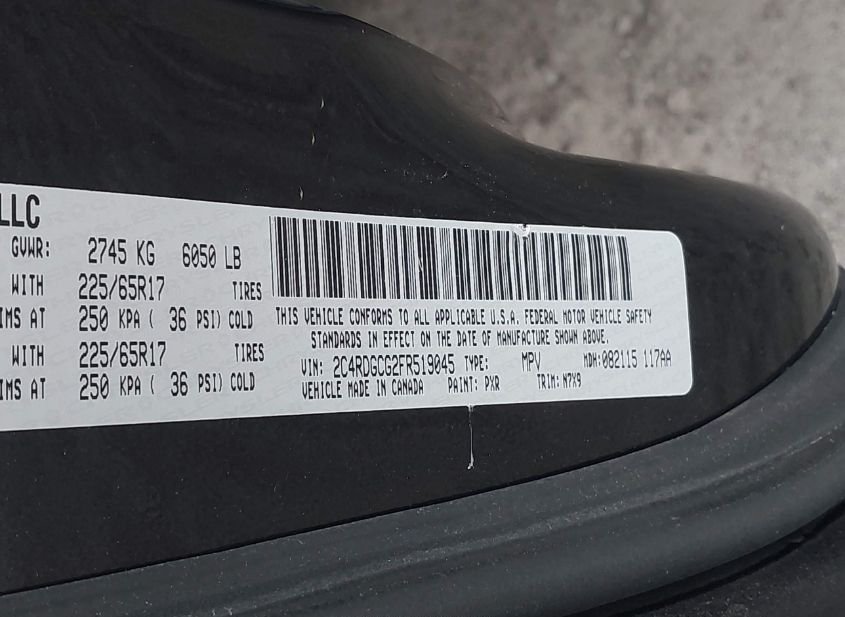 LLC
GVWR: 2745 KG 6050 LB
WITH 225/65R17 TIRES
IMS AT 250 KPA ( 36 PSI) COLD
WITH 225/65R17 TIRES
IMS AT 250 KPA ( 36 PSI) COLD
THIS VEHICLE CONFORMS TO ALL APPLICABLE U.S.A. FEDERAL MOTOR VEHICLE SAFETY
STANDARDS IN EFFECT ON THE DATE OF MANUFACTURE SHOWN ABOVE.
VIN: 2C4RDGCG2FR519045 TYPE: MPV MDH:082115 117AA
VEHICLE MADE IN CANADA PAINT: PXR TRIM: N7X9